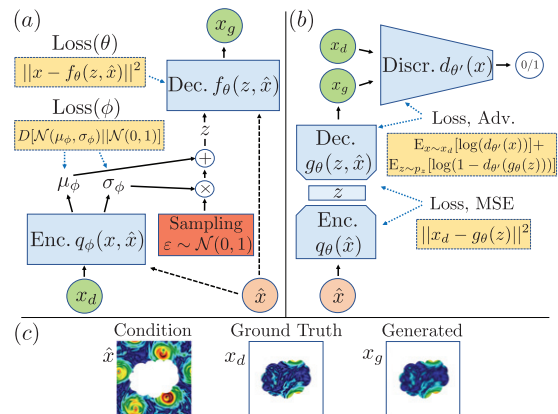 (a)
x_g
Loss(θ)
||x − f_θ(z, x̂)||²
Dec. f_θ(z, x̂)
Loss(ϕ)
D[N(μ_ϕ, σ_ϕ)||N(0, 1)]
z
+
μ_ϕ σ_ϕ
×
Enc. q_ϕ(x, x̂)
Sampling
ε ∼ N(0, 1)
x_d
x̂
(b)
x_d
x_g
Discr. d_θ′(x)
0/1
Loss, Adv.
Dec.
g_θ(z, x̂)
E_x∼x_d[log(d_θ′(x))]+
E_z∼p_z[log(1 − d_θ′(g_θ(z)))]
z
Loss, MSE
Enc.
q_θ(x̂)
||x_d − g_θ(z)||²
x̂
(c)
Condition Ground Truth Generated
x̂ x_d x_g